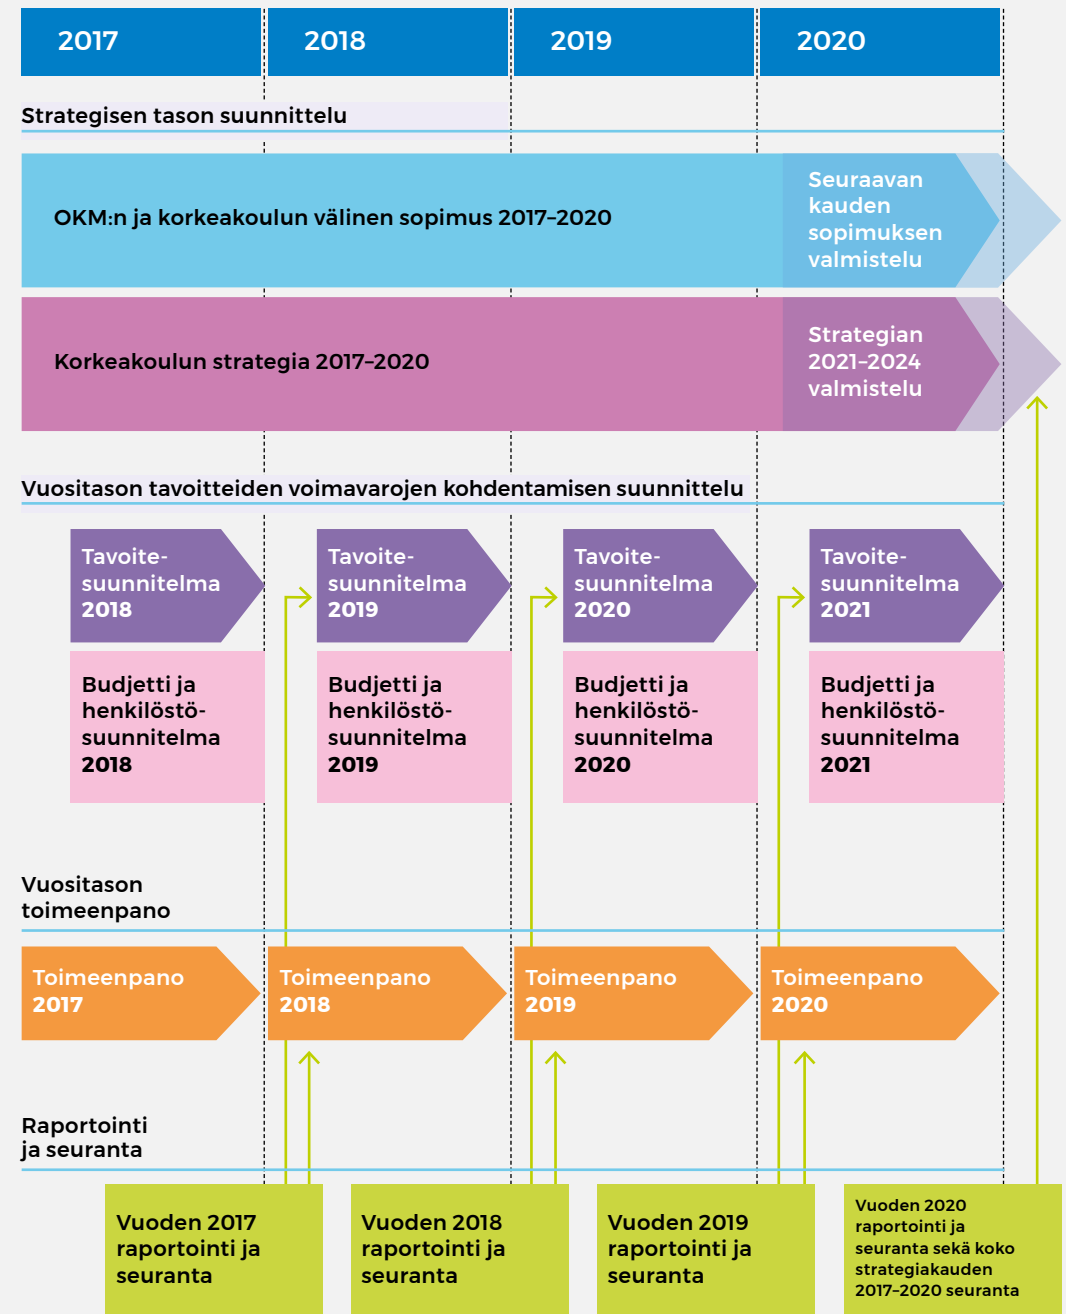 2017
2018
2019
2020
Strategisen tason suunnittelu
OKM:n ja korkeakoulun välinen sopimus 2017–2020
Seuraavan
kauden
sopimuksen
valmistelu
Korkeakoulun strategia 2017–2020
Strategian
2021–2024
valmistelu
Vuositason tavoitteiden voimavarojen kohdentamisen suunnittelu
Tavoite-
suunnitelma
2018
Tavoite-
suunnitelma
2019
Tavoite-
suunnitelma
2020
Tavoite-
suunnitelma
2021
Budjetti ja
henkilöstö-
suunnitelma
2018
Budjetti ja
henkilöstö-
suunnitelma
2019
Budjetti ja
henkilöstö-
suunnitelma
2020
Budjetti ja
henkilöstö-
suunnitelma
2021
Vuositason
toimeenpano
Toimeenpano
2017
Toimeenpano
2018
Toimeenpano
2019
Toimeenpano
2020
Raportointi
ja seuranta
Vuoden 2017
raportointi ja
seuranta
Vuoden 2018
raportointi ja
seuranta
Vuoden 2019
raportointi ja
seuranta
Vuoden 2020
raportointi ja
seuranta sekä koko
strategiakauden
2017–2020 seuranta